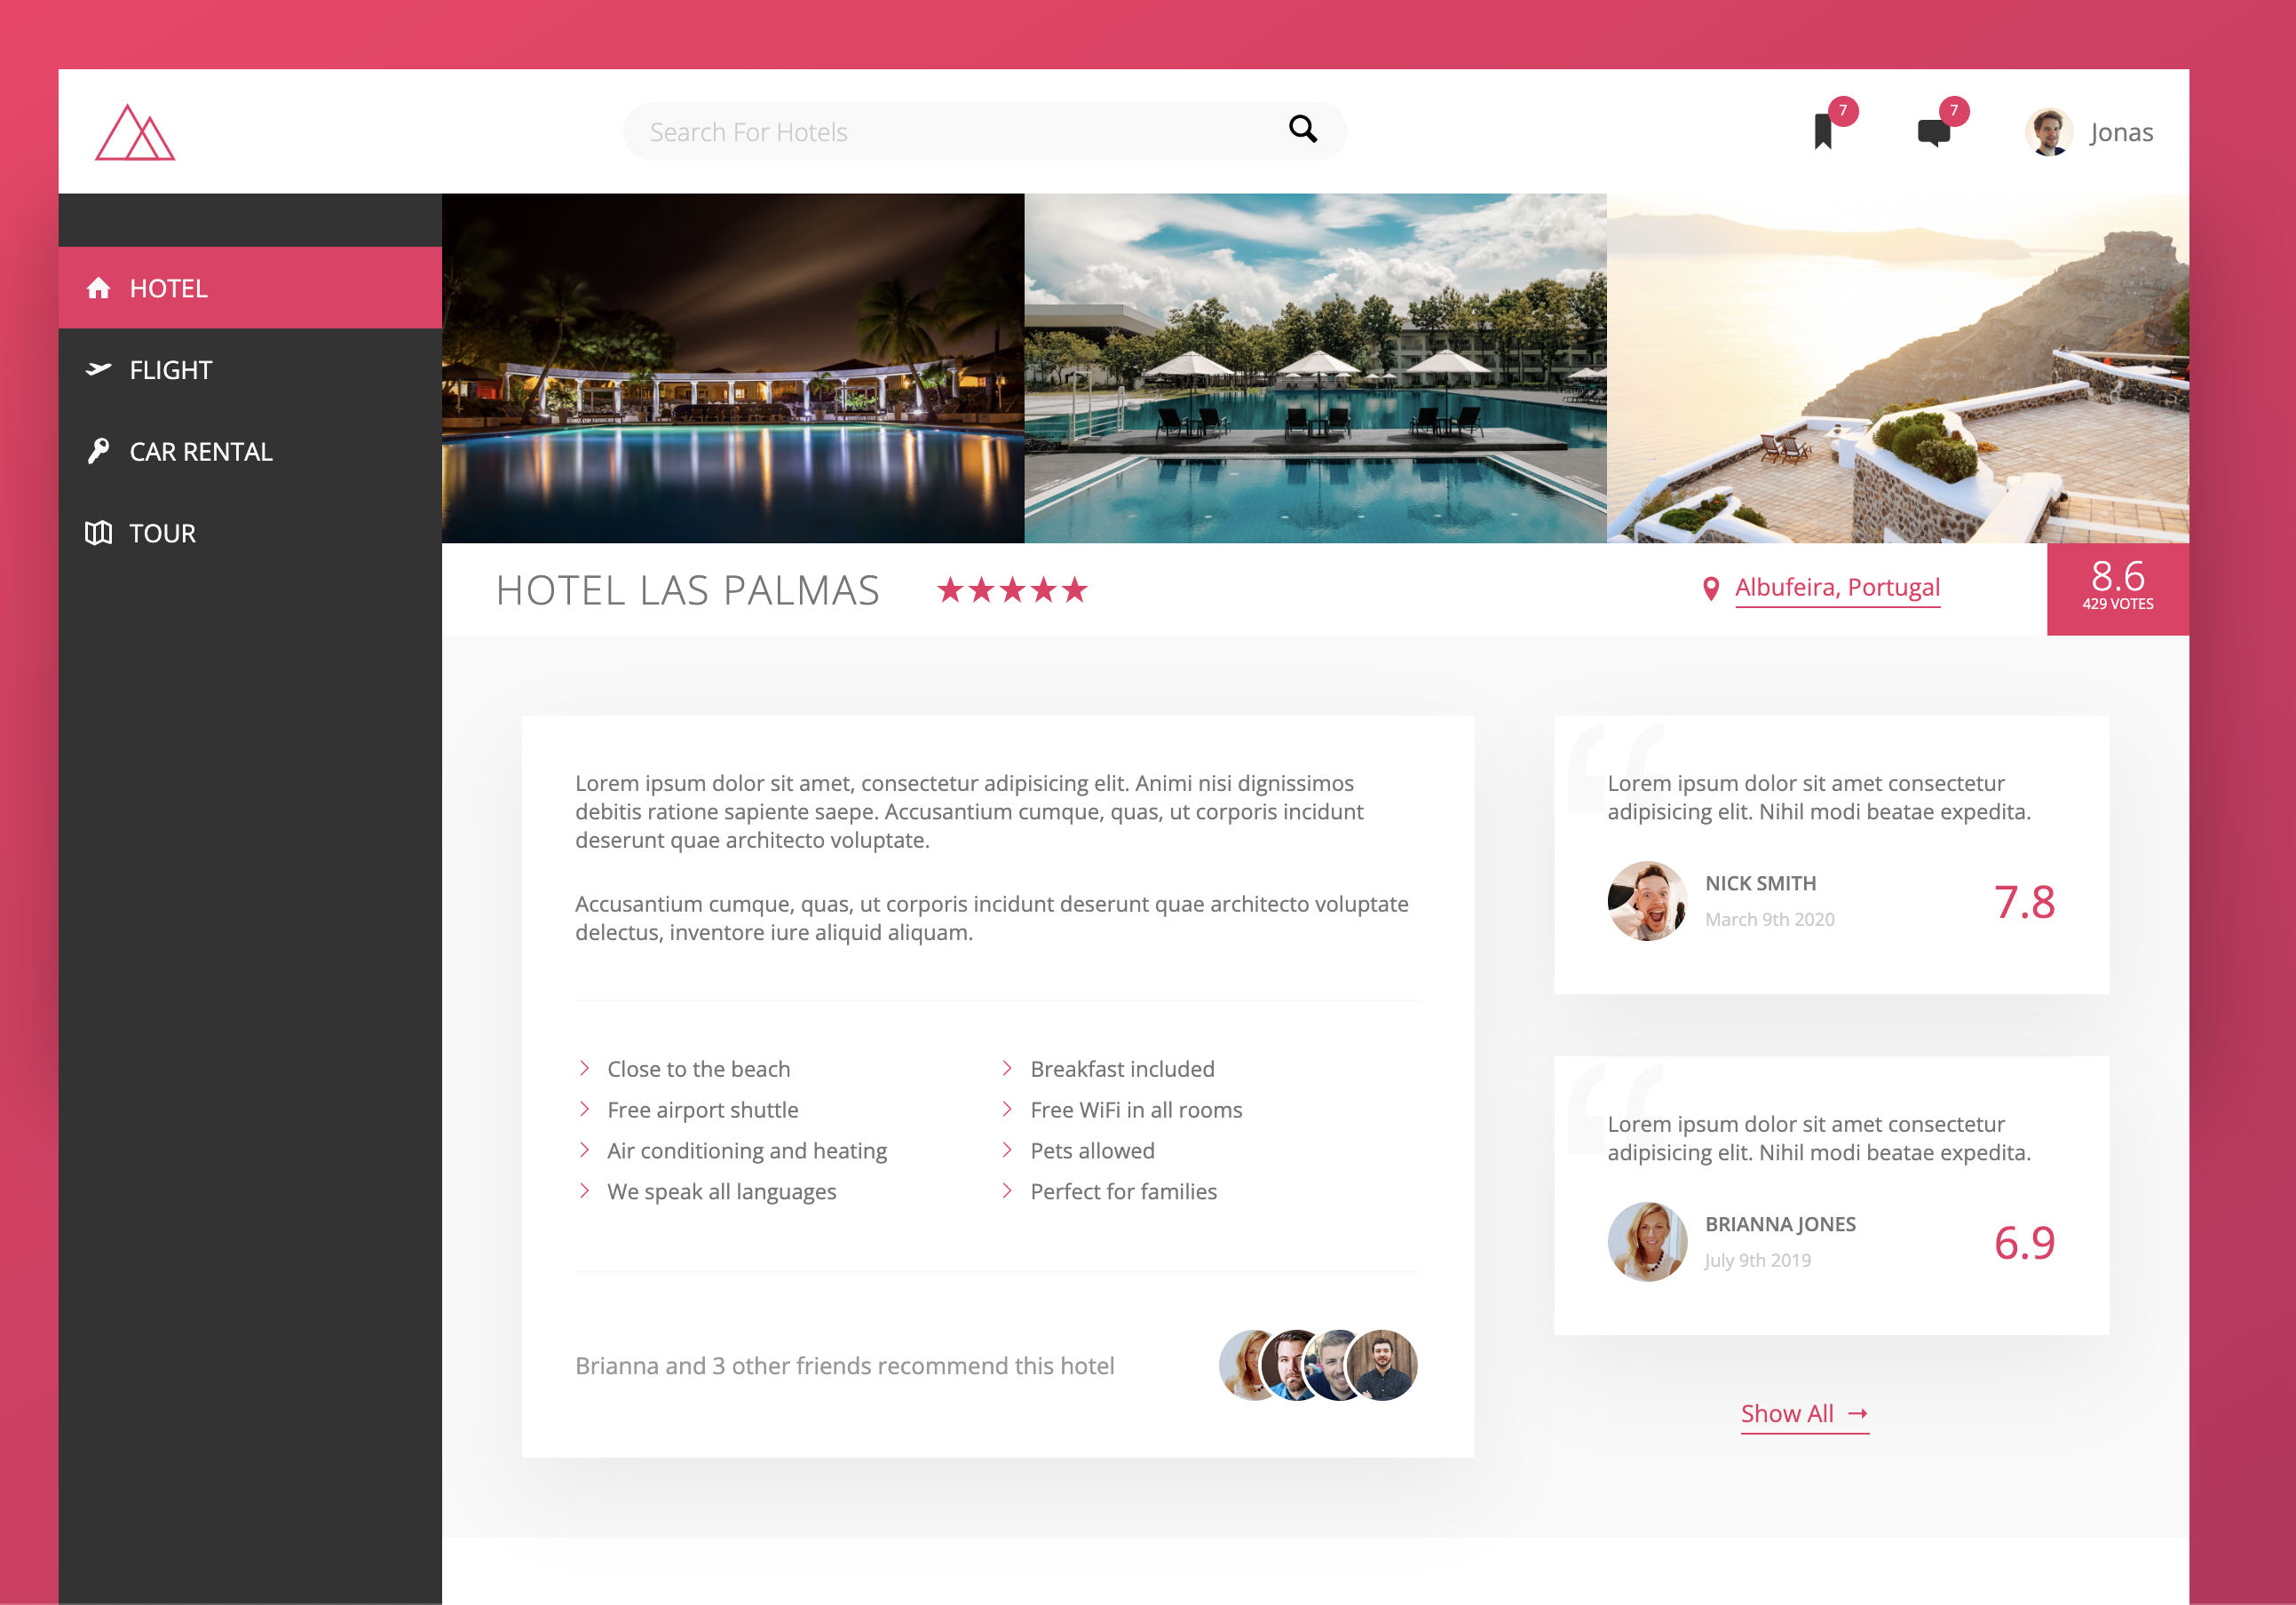 Search For Hotels
7
7
Jonas
HOTEL
FLIGHT
CAR RENTAL
TOUR
HOTEL LAS PALMAS
Albufeira, Portugal
8.6
429 VOTES
Lorem ipsum dolor sit amet, consectetur adipisicing elit. Animi nisi dignissimos
debitis ratione sapiente saepe. Accusantium cumque, quas, ut corporis incidunt
deserunt quae architecto voluptate.
Accusantium cumque, quas, ut corporis incidunt deserunt quae architecto voluptate
delectus, inventore iure aliquid aliquam.
Close to the beach
Free airport shuttle
Air conditioning and heating
We speak all languages
Breakfast included
Free WiFi in all rooms
Pets allowed
Perfect for families
Brianna and 3 other friends recommend this hotel
“
Lorem ipsum dolor sit amet consectetur
adipisicing elit. Nihil modi beatae expedita.
NICK SMITH
March 9th 2020
7.8
“
Lorem ipsum dolor sit amet consectetur
adipisicing elit. Nihil modi beatae expedita.
BRIANNA JONES
July 9th 2019
6.9
Show All →